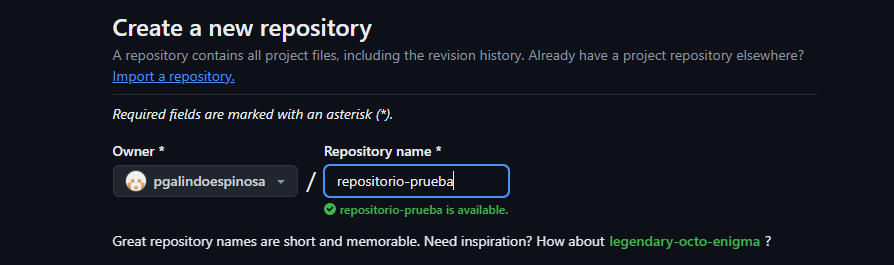 Create a new repository
A repository contains all project files, including the revision history. Already have a project repository elsewhere?
Import a repository.
Required fields are marked with an asterisk (*).
Owner * Repository name *
pgalindoespinosa / repositorio-prueba
repositorio-prueba is available.
Great repository names are short and memorable. Need inspiration? How about legendary-octo-enigma ?